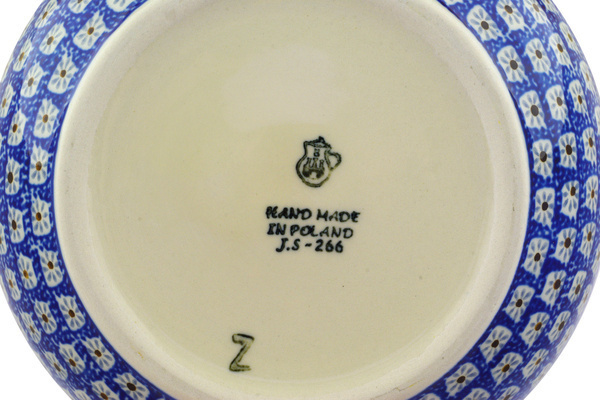 HAND MADE
IN POLAND
J.S-266
Z